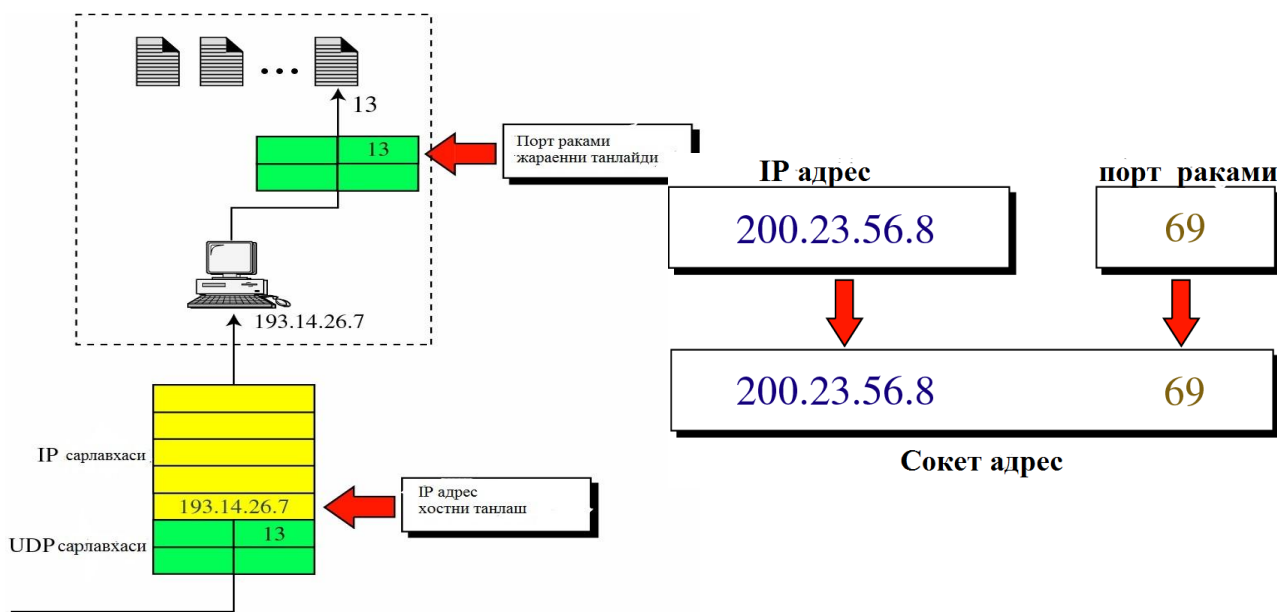 13
13
Порт раками
жараенни танлайди
193.14.26.7
IP сарлавхаси
193.14.26.7
IP адрес
хостни танлаш
13
UDP сарлавхаси
IP адрес
порт раками
200.23.56.8
69
200.23.56.8
69
Сокет адрес